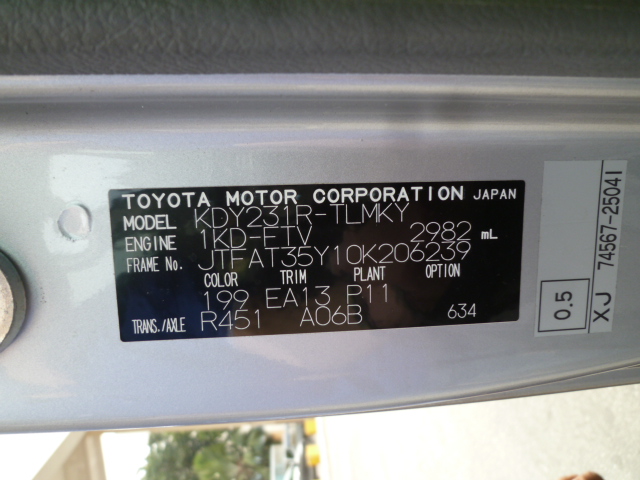 TOYOTA MOTOR CORPORATION JAPAN
MODEL KDY231R-TLMKY
ENGINE 1KD-FTV 2982 mL
FRAME No. JTFAT35Y10K206239
COLOR TRIM PLANT OPTION
199 EA13 P11
TRANS./AXLE R451 A06B 634
0.5
XJ 74567-25041